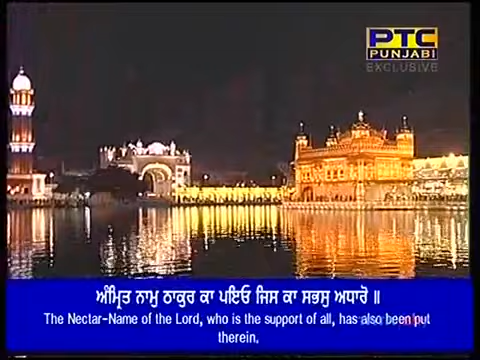 PTC
PUNJABI
EXCLUSIVE
ਅੰਮ੍ਰਿਤ ਨਾਮੁ ਠਾਕੁਰ ਕਾ ਪਇਓ ਜਿਸ ਕਾ ਸਭਸੁ ਅਧਾਰੋ ॥
The Nectar-Name of the Lord, who is the support of all, has also been put
therein.